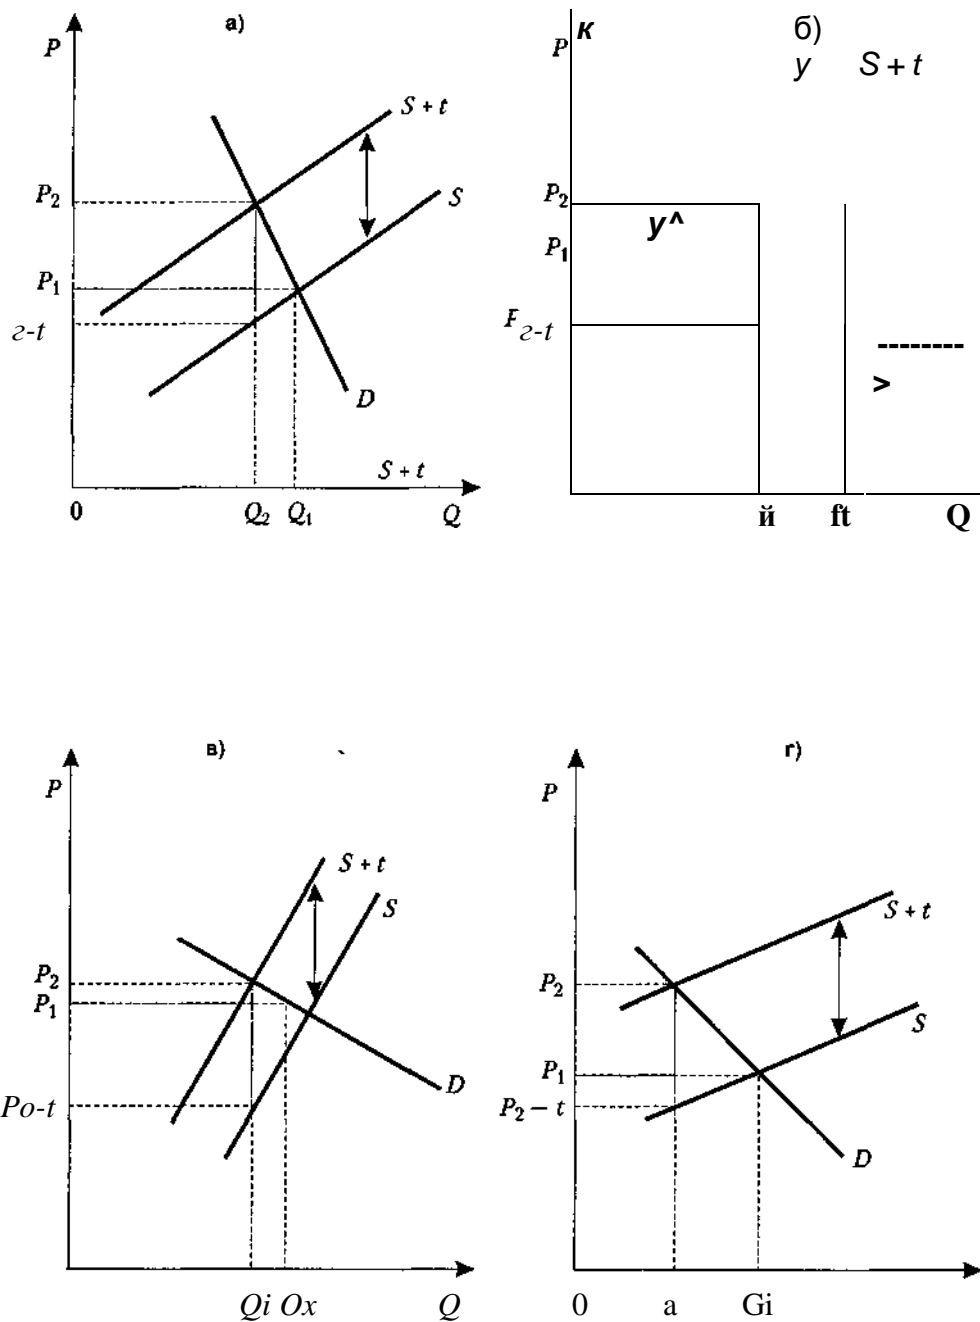 а)
P
S + t
P₂
S
P₁
г-t
D
S + t
0
Q₂ Q₁
Q
к
б)
P
y S + t
P₂
y^
P₁
г-t
--------
>
й ft Q
в)
P
S + t
S
P₂
P₁
D
Po-t
Qi Ox Q
г)
P
S + t
P₂
S
P₁
P₂ − t
D
0 a Gi